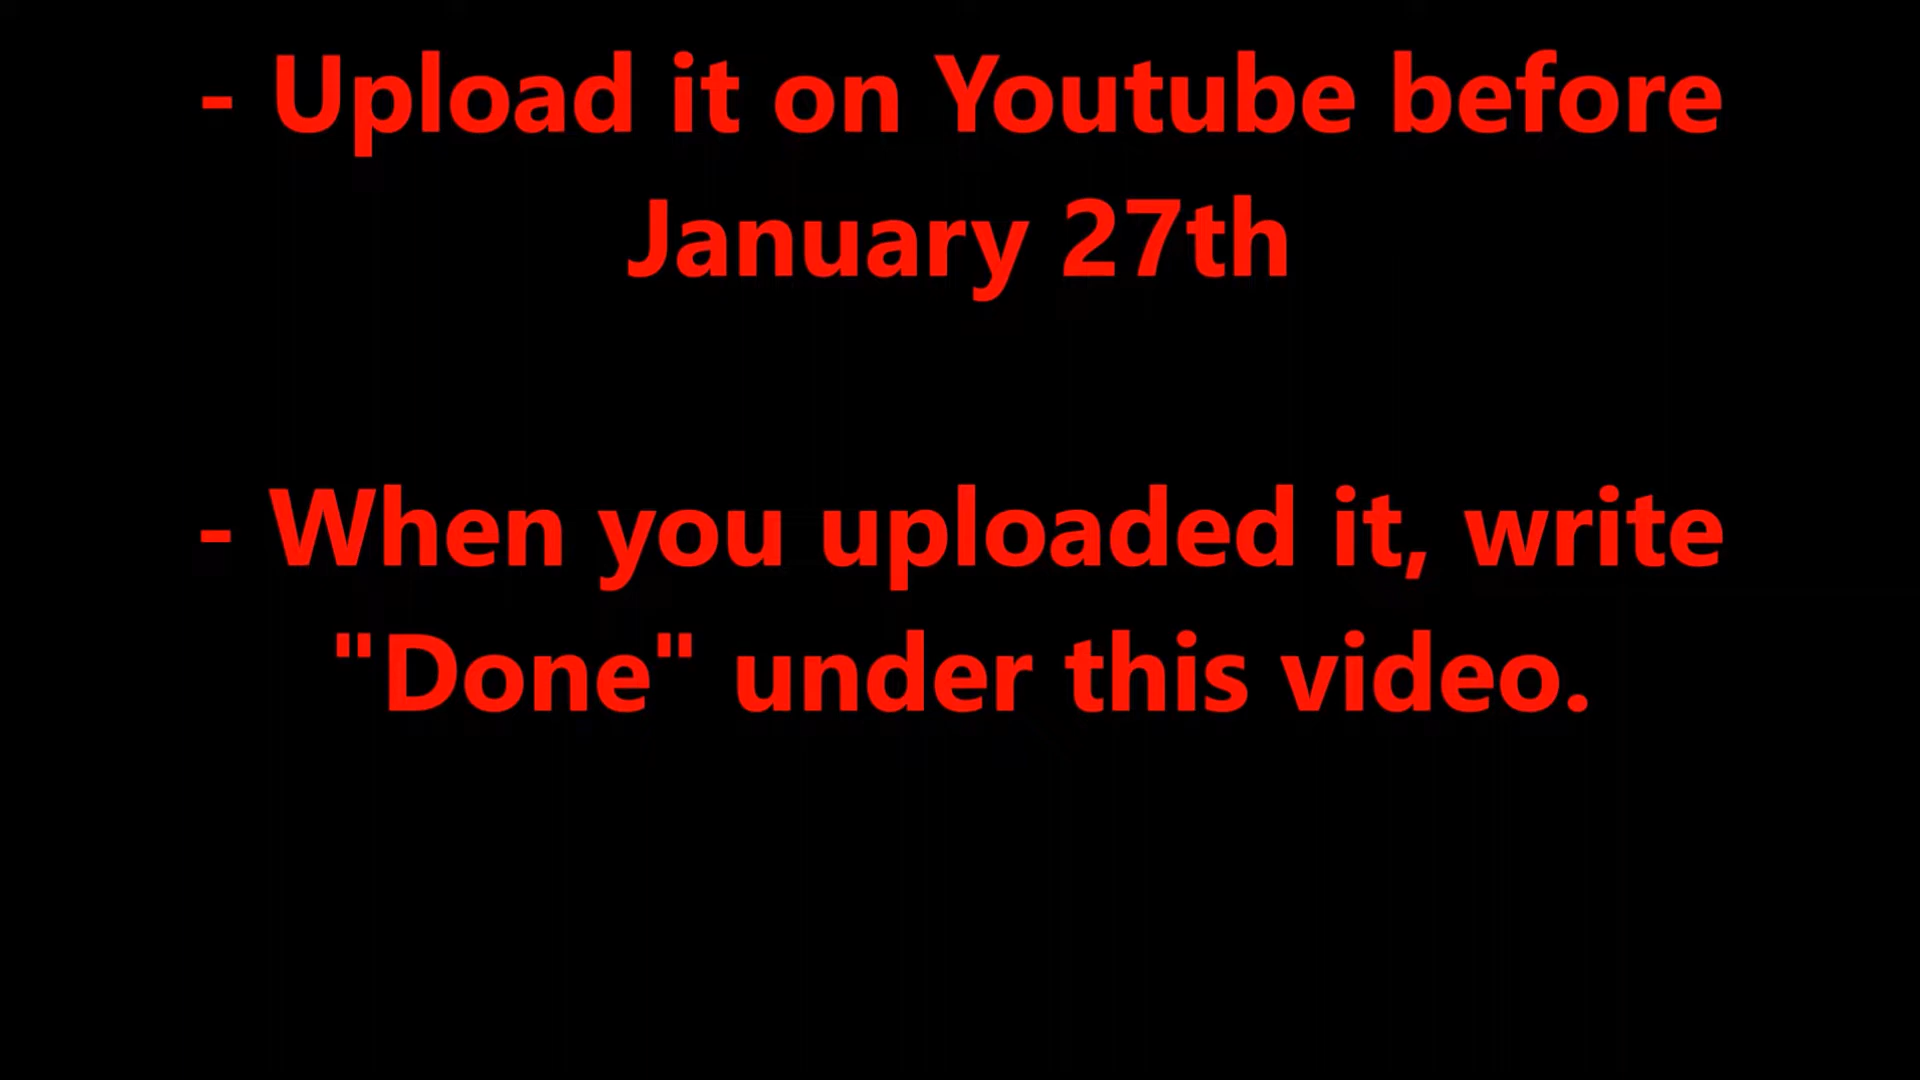 - Upload it on Youtube before
January 27th
- When you uploaded it, write
"Done" under this video.